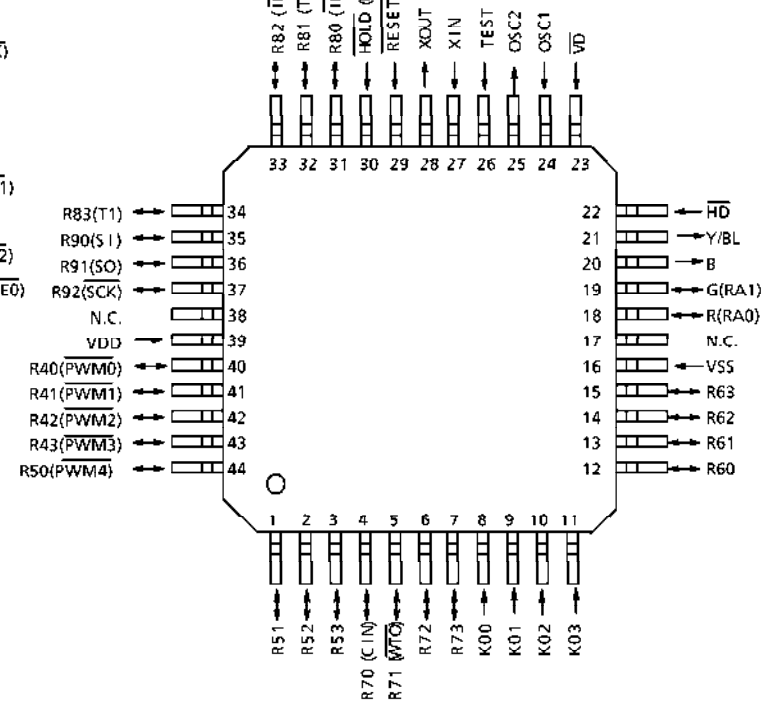 R82
R81
R80
HOLD
RESET
XOUT
XIN
TEST
OSC2
OSC1
VD
33 32 31 30 29 28 27 26 25 24 23
R83(T1) 34
R90(SI) 35
R91(SO) 36
R92(SCK) 37
N.C. 38
VDD 39
R40(PWM0) 40
R41(PWM1) 41
R42(PWM2) 42
R43(PWM3) 43
R50(PWM4) 44
22 HD
21 Y/BL
20 B
19 G(RA1)
18 R(RA0)
17 N.C.
16 VSS
15 R63
14 R62
13 R61
12 R60
1 2 3 4 5 6 7 8 9 10 11
R51
R52
R53
R70 (CIN)
R71 (WTO)
R72
R73
K00
K01
K02
K03
1)
2)
E0)